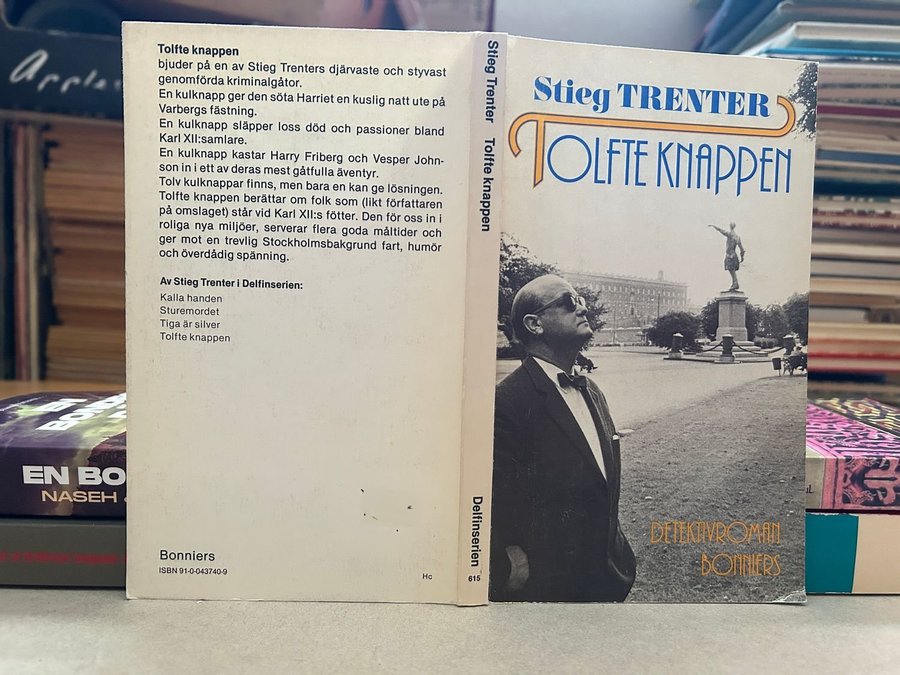 Tolfte knappen
bjuder på en av Stieg Trenters djärvaste och styvast
genomförda kriminalgåtor.
En kulknapp ger den söta Harriet en kuslig natt ute på
Varbergs fästning.
En kulknapp släpper loss död och passioner bland
Karl XII:samlare.
En kulknapp kastar Harry Friberg och Vesper John-
son in i ett av deras mest gåtfulla äventyr.
Tolv kulknappar finns, men bara en kan ge lösningen.
Tolfte knappen berättar om folk som (likt författaren
på omslaget) står vid Karl XII:s fötter. Den för oss in i
roliga nya miljöer, serverar flera goda måltider och
ger mot en trevlig Stockholmsbakgrund fart, humör
och överdådig spänning.
Av Stieg Trenter i Delfinserien:
Kalla handen
Sturemordet
Tiga är silver
Tolfte knappen
Bonniers
ISBN 91-0-043740-9
Hc
Stieg Trenter Tolfte knappen
Delfinserien
615
Stieg TRENTER
TOLFTE KNAPPEN
DETEKTIVROMAN
BONNIERS
EN BO
NASEH